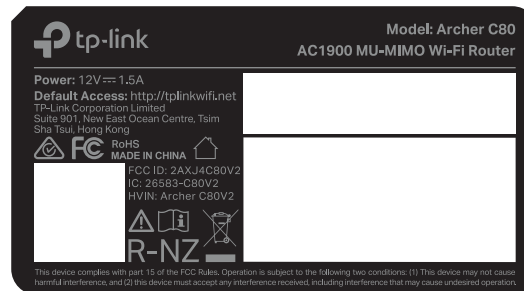 tp-link
Model: Archer C80
AC1900 MU-MIMO Wi-Fi Router
Power: 12V⎓1.5A
Default Access: http://tplinkwifi.net
TP-Link Corporation Limited
Suite 901, New East Ocean Centre, Tsim
Sha Tsui, Hong Kong
FC RoHS
MADE IN CHINA
FCC ID: 2AXJ4C80V2
IC: 26583-C80V2
HVIN: Archer C80V2
R-NZ
This device complies with part 15 of the FCC Rules. Operation is subject to the following two conditions: (1) This device may not cause
harmful interference, and (2) this device must accept any interference received, including interference that may cause undesired operation.